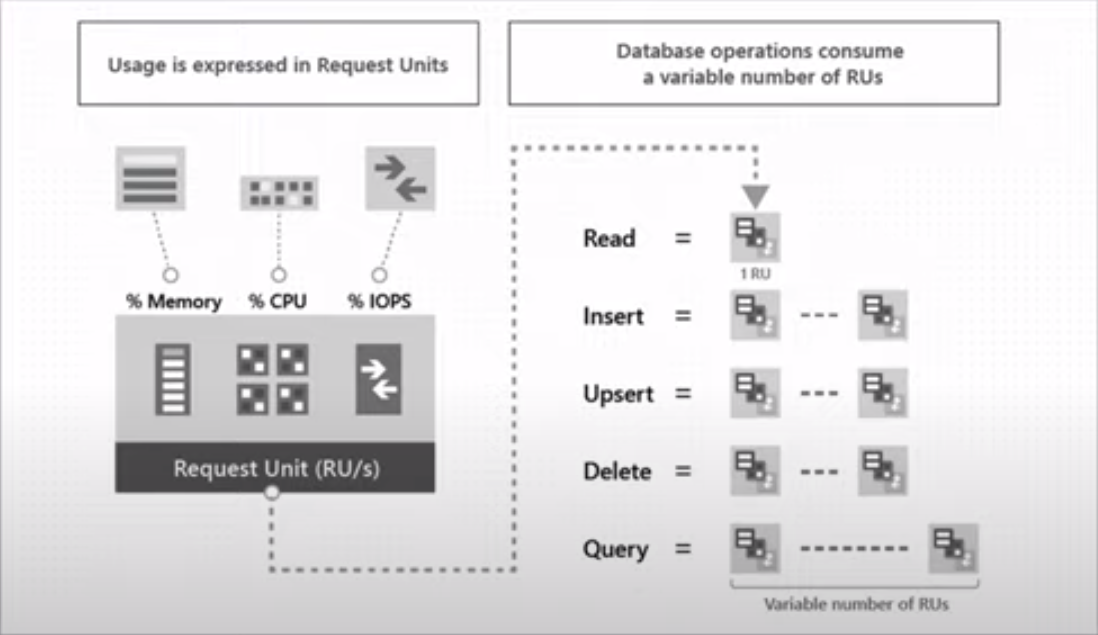 Usage is expressed in Request Units
Database operations consume
a variable number of RUs
% Memory
% CPU
% IOPS
Request Unit (RU/s)
Read =
1 RU
Insert =
Upsert =
Delete =
Query =
Variable number of RUs